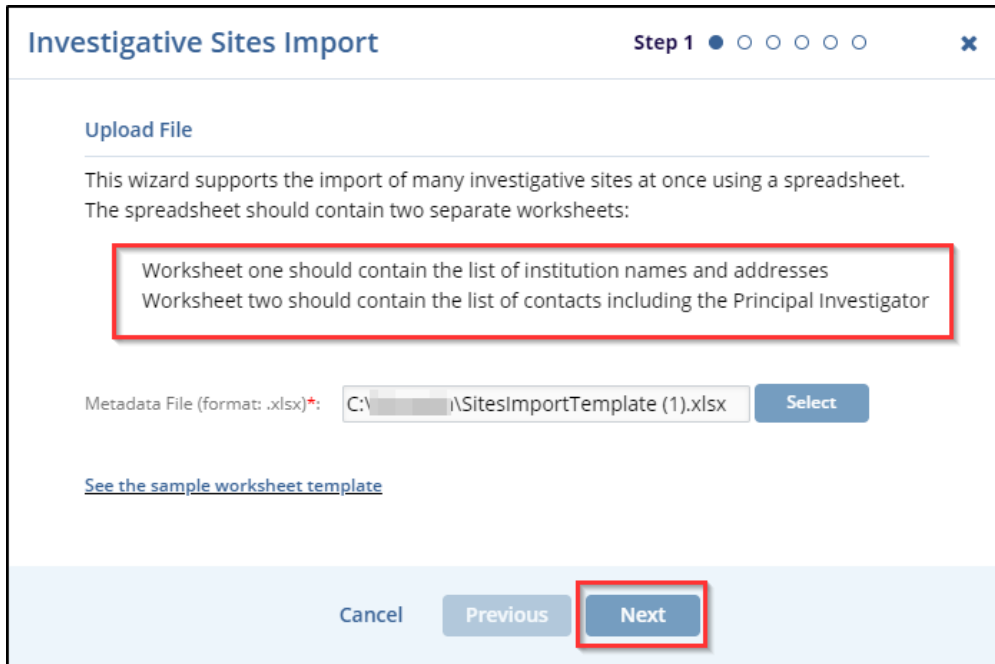 Investigative Sites Import
Step 1
Upload File
This wizard supports the import of many investigative sites at once using a spreadsheet.
The spreadsheet should contain two separate worksheets:
Worksheet one should contain the list of institution names and addresses
Worksheet two should contain the list of contacts including the Principal Investigator
Metadata File (format: .xlsx)*: C:\ \SitesImportTemplate (1).xlsx Select
See the sample worksheet template
Cancel Previous Next